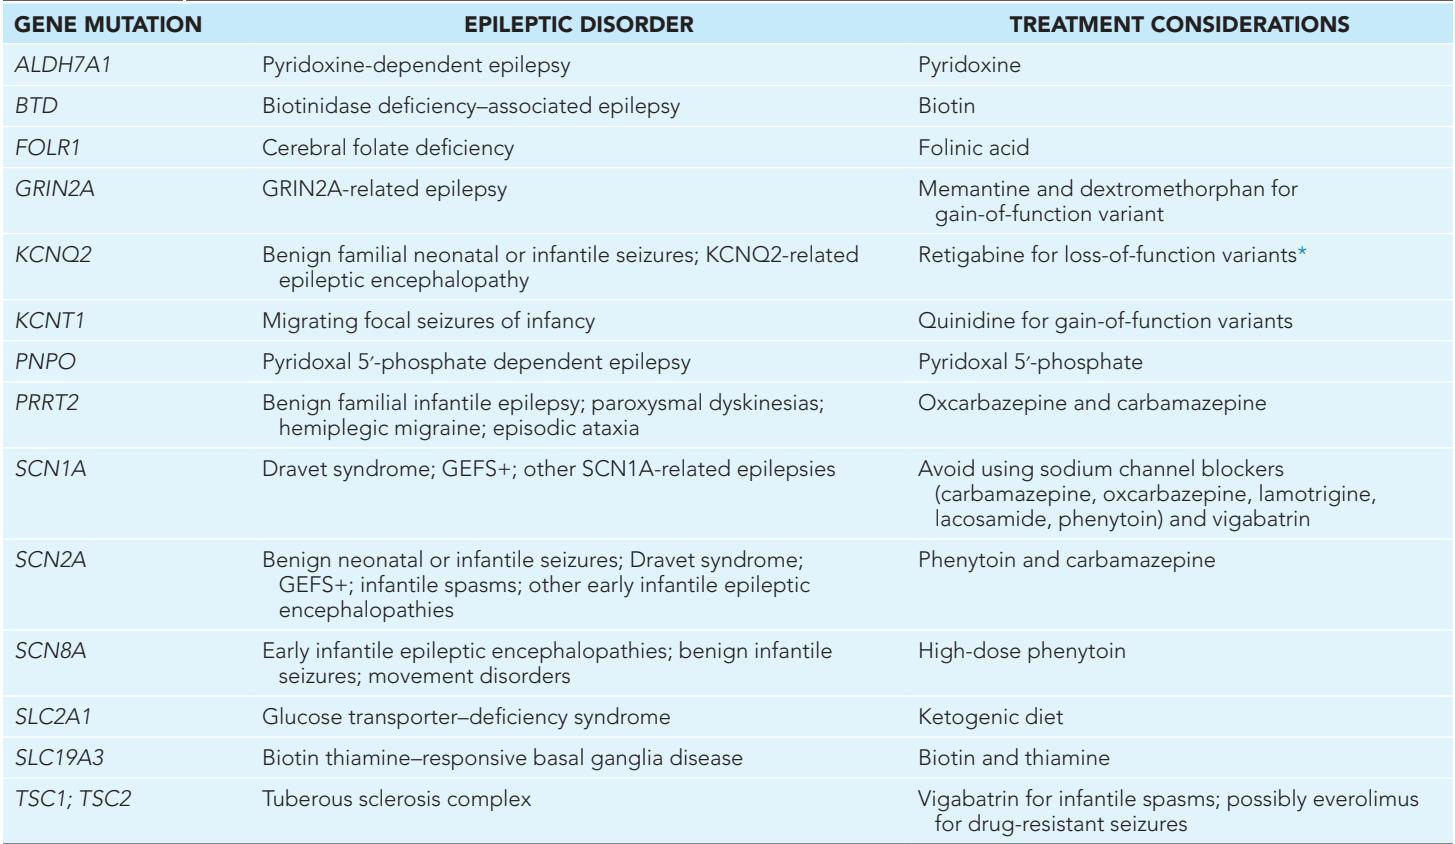 GENE MUTATION EPILEPTIC DISORDER TREATMENT CONSIDERATIONS
ALDH7A1 Pyridoxine-dependent epilepsy Pyridoxine
BTD Biotinidase deficiency–associated epilepsy Biotin
FOLR1 Cerebral folate deficiency Folinic acid
GRIN2A GRIN2A-related epilepsy Memantine and dextromethorphan for
gain-of-function variant
KCNQ2 Benign familial neonatal or infantile seizures; KCNQ2-related Retigabine for loss-of-function variants*
epileptic encephalopathy
KCNT1 Migrating focal seizures of infancy Quinidine for gain-of-function variants
PNPO Pyridoxal 5′-phosphate dependent epilepsy Pyridoxal 5′-phosphate
PRRT2 Benign familial infantile epilepsy; paroxysmal dyskinesias; Oxcarbazepine and carbamazepine
hemiplegic migraine; episodic ataxia
SCN1A Dravet syndrome; GEFS+; other SCN1A-related epilepsies Avoid using sodium channel blockers
(carbamazepine, oxcarbazepine, lamotrigine,
lacosamide, phenytoin) and vigabatrin
SCN2A Benign neonatal or infantile seizures; Dravet syndrome; Phenytoin and carbamazepine
GEFS+; infantile spasms; other early infantile epileptic
encephalopathies
SCN8A Early infantile epileptic encephalopathies; benign infantile High-dose phenytoin
seizures; movement disorders
SLC2A1 Glucose transporter–deficiency syndrome Ketogenic diet
SLC19A3 Biotin thiamine–responsive basal ganglia disease Biotin and thiamine
TSC1; TSC2 Tuberous sclerosis complex Vigabatrin for infantile spasms; possibly everolimus
for drug-resistant seizures